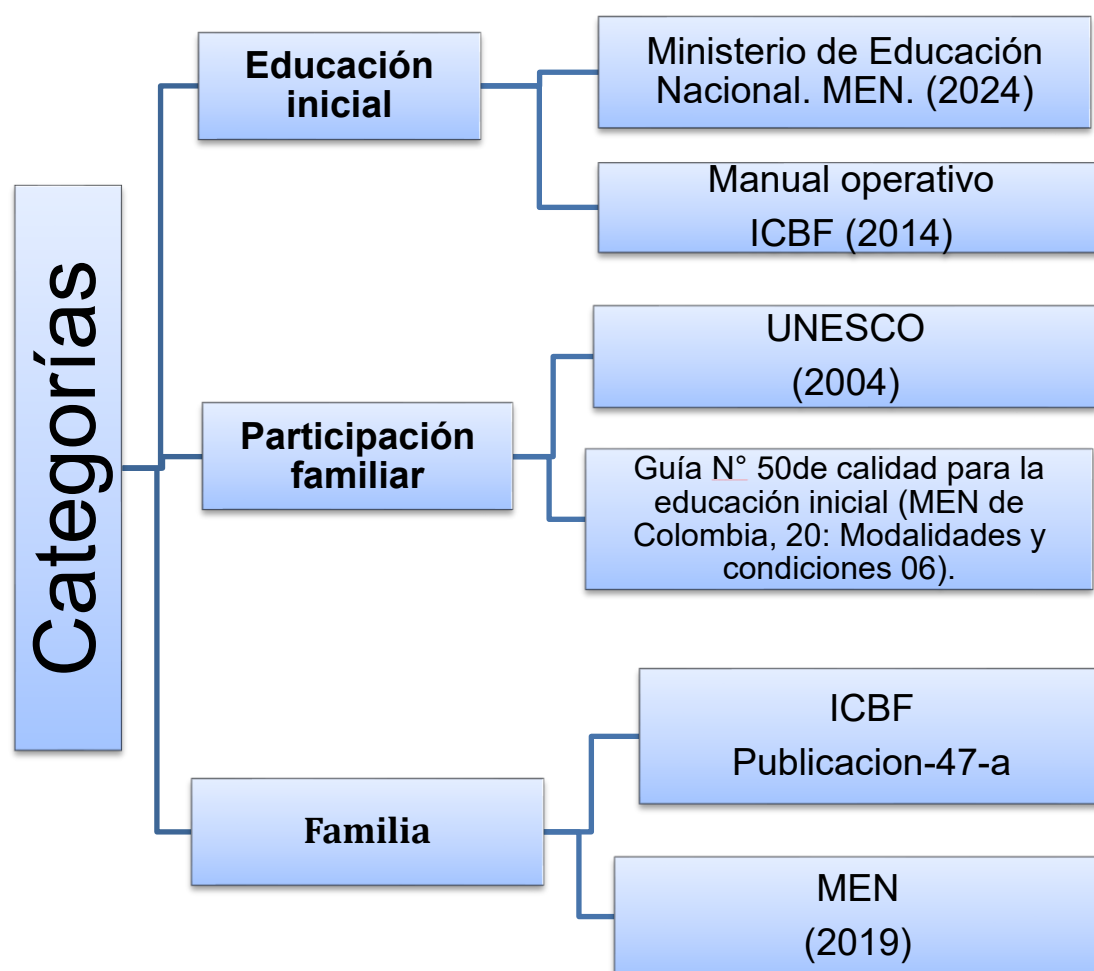 Categorías
Educación
inicial
Ministerio de Educación
Nacional. MEN. (2024)
Manual operativo
ICBF (2014)
Participación
familiar
UNESCO
(2004)
Guía N° 50de calidad para la
educación inicial (MEN de
Colombia, 20: Modalidades y
condiciones 06).
Familia
ICBF
Publicacion-47-a
MEN
(2019)